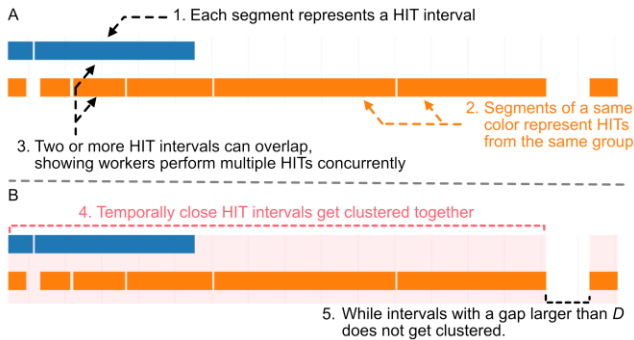 A
1. Each segment represents a HIT interval
2. Segments of a same
color represent HITs
from the same group
3. Two or more HIT intervals can overlap,
showing workers perform multiple HITs concurrently
B
4. Temporally close HIT intervals get clustered together
5. While intervals with a gap larger than D
does not get clustered.